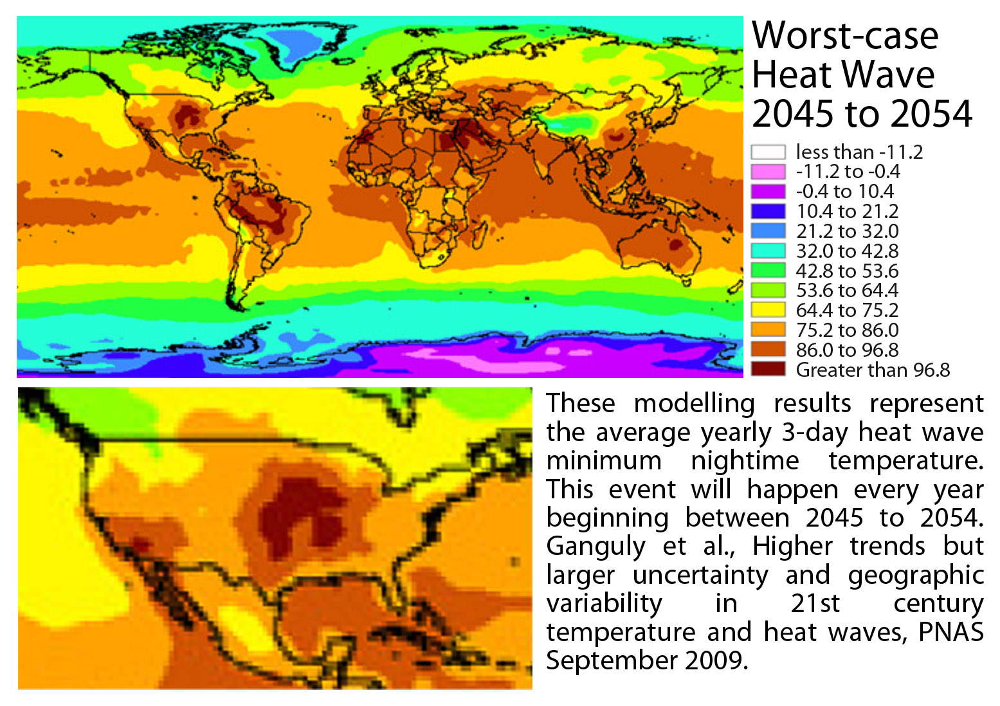 Worst-case
Heat Wave
2045 to 2054
less than -11.2
-11.2 to -0.4
-0.4 to 10.4
10.4 to 21.2
21.2 to 32.0
32.0 to 42.8
42.8 to 53.6
53.6 to 64.4
64.4 to 75.2
75.2 to 86.0
86.0 to 96.8
Greater than 96.8
These modelling results represent
the average yearly 3-day heat wave
minimum nightime temperature.
This event will happen every year
beginning between 2045 to 2054.
Ganguly et al., Higher trends but
larger uncertainty and geographic
variability in 21st century
temperature and heat waves, PNAS
September 2009.